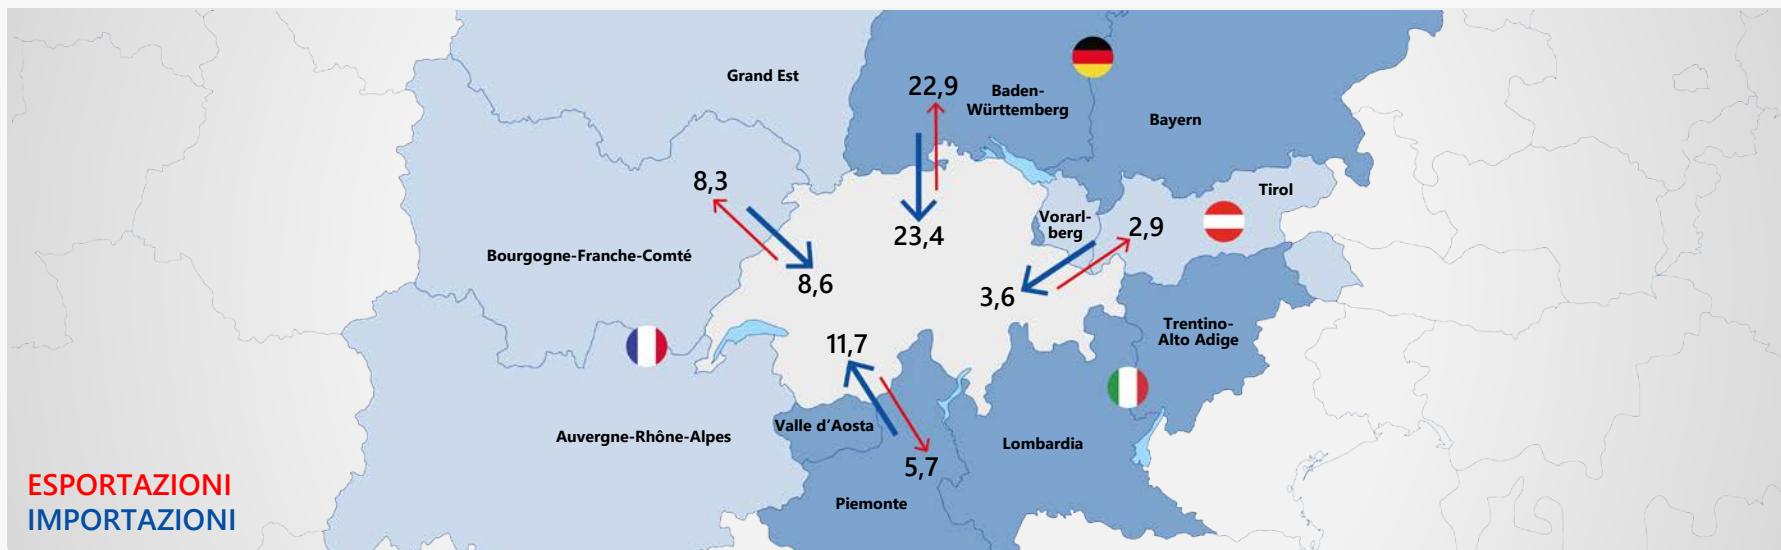 Grand Est
22,9
Baden-
Württemberg
Bayern
8,3
Tirol
Vorarl-
berg
2,9
23,4
Bourgogne-Franche-Comté
8,6
3,6
11,7
Trentino-
Alto Adige
Valle d'Aosta
Auvergne-Rhône-Alpes
Lombardia
5,7
Piemonte
ESPORTAZIONI
IMPORTAZIONI